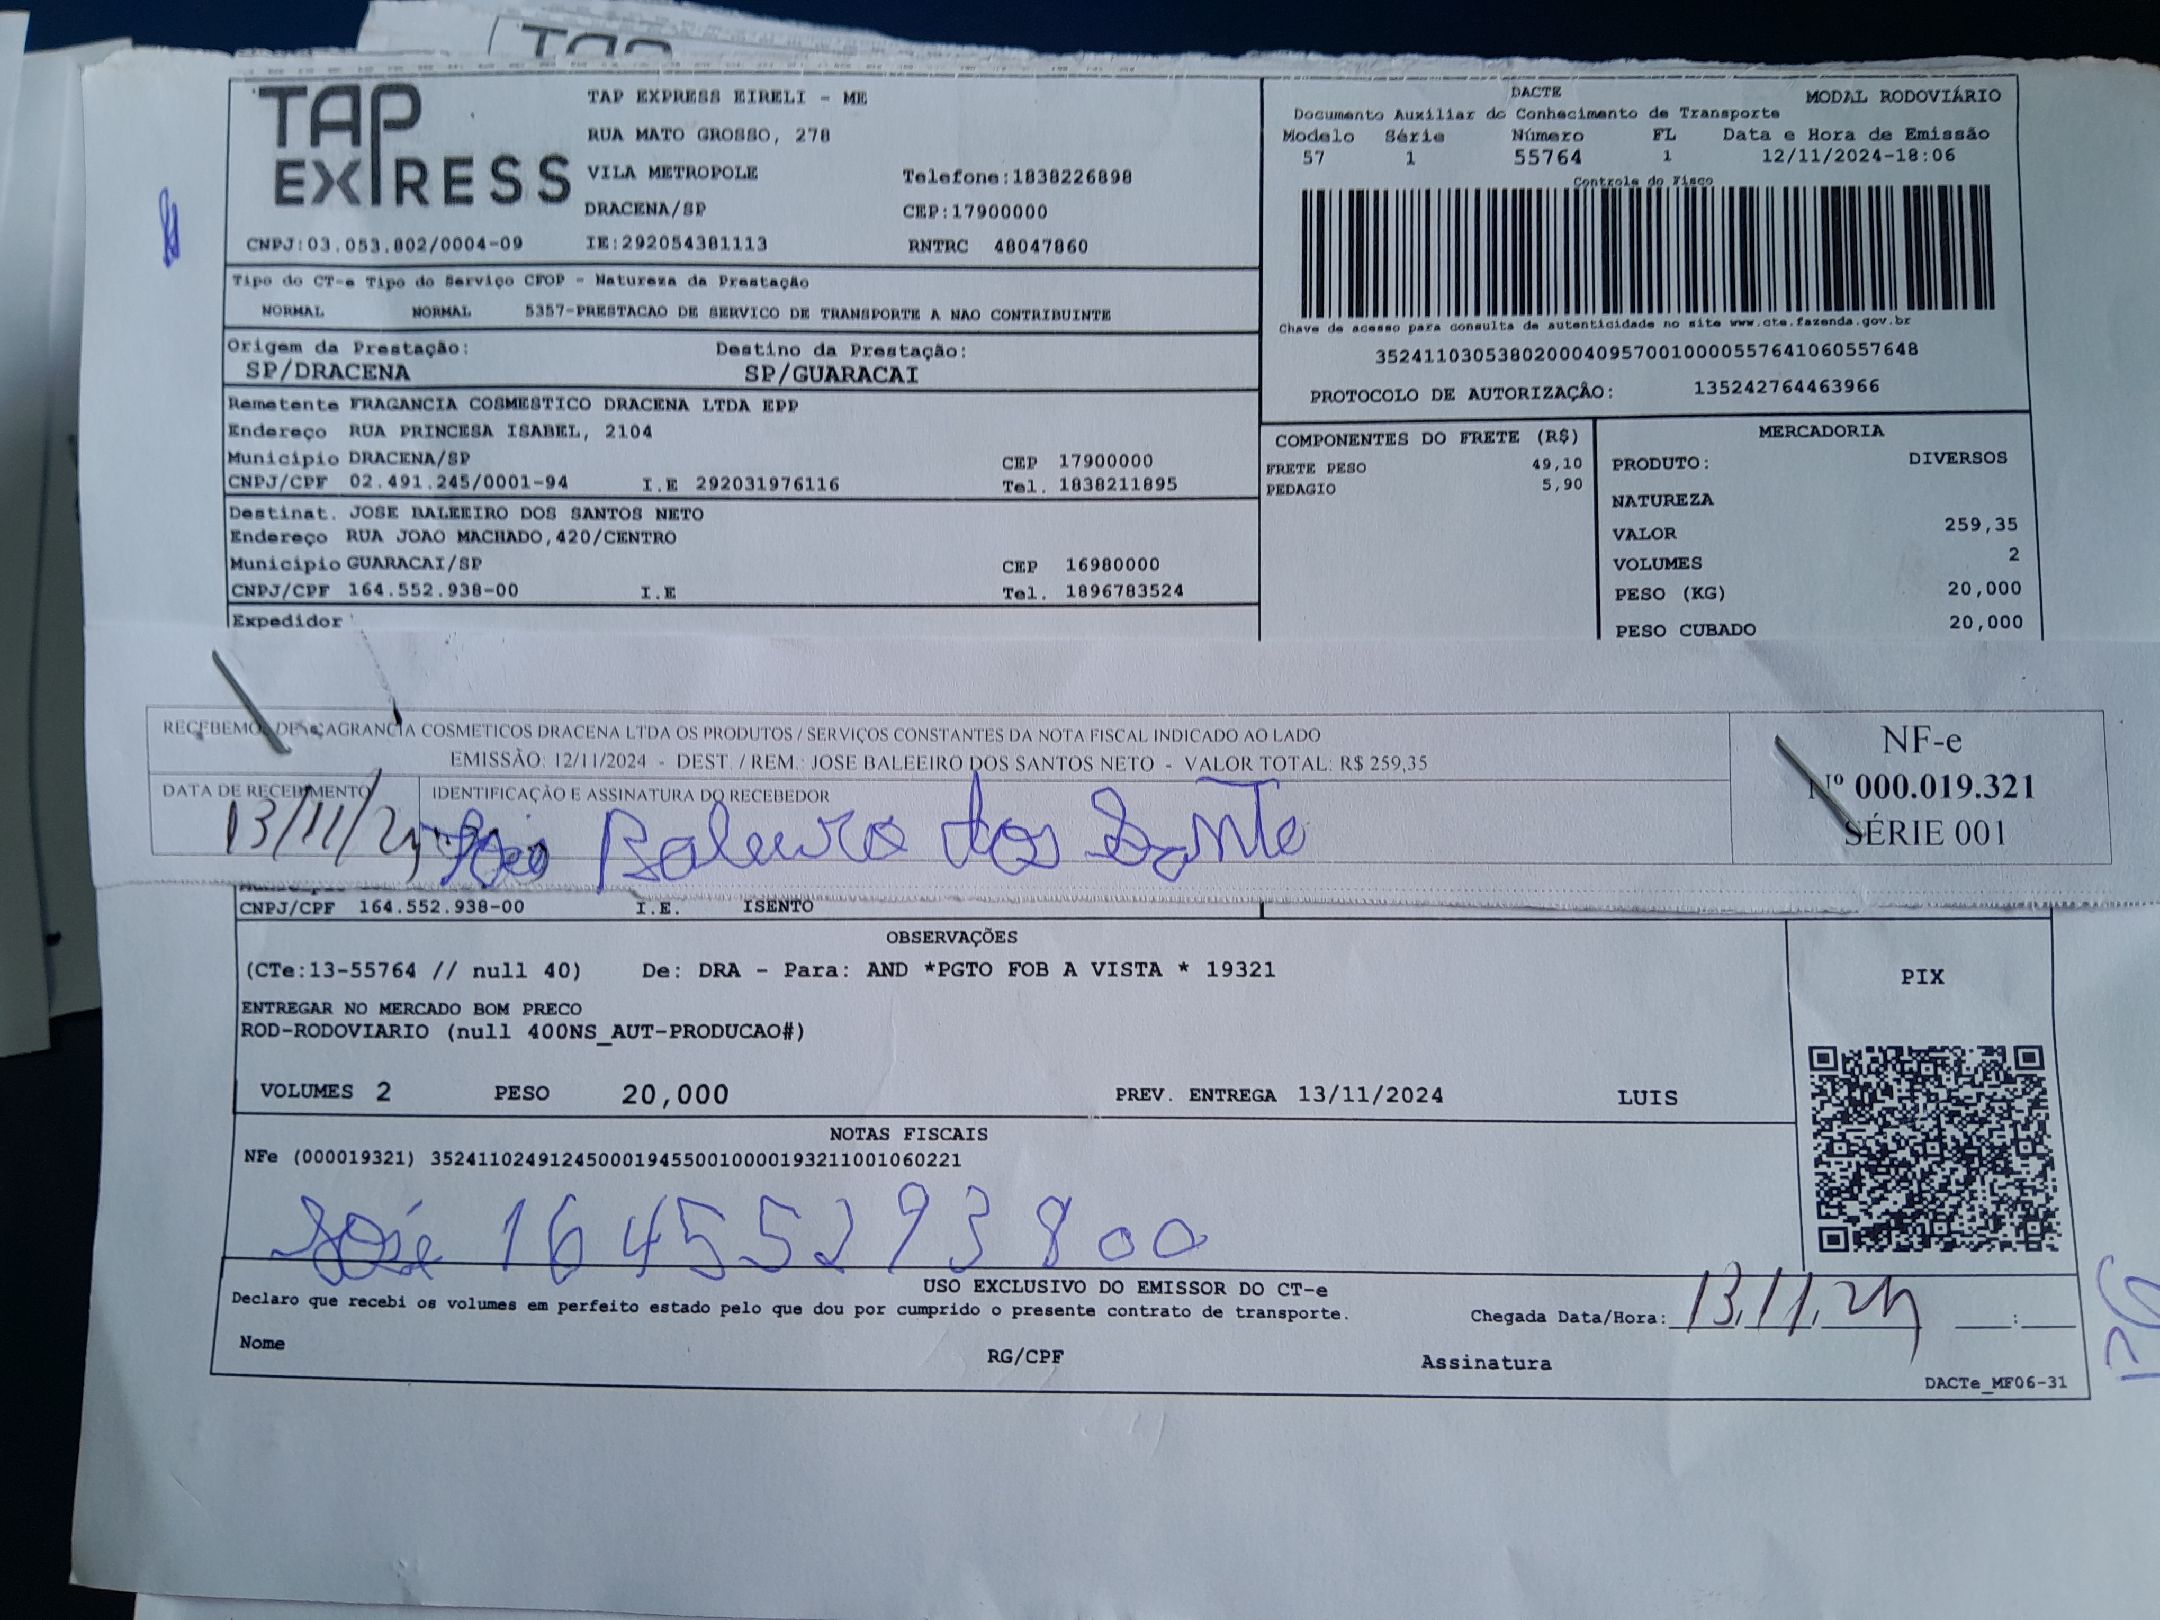 TAP
TAP EXPRESS
TAP EXPRESS EIRELI - ME
RUA MATO GROSSO, 278
VILA METROPOLE Telefone:1838226898
DRACENA/SP CEP:17900000
CNPJ:03.053.802/0004-09 IE:292054381113 RNTRC 48047860
DACTE MODAL RODOVIÁRIO
Documento Auxiliar do Conhecimento de Transporte
Modelo Série Número FL Data e Hora de Emissão
57 1 55764 1 12/11/2024-18:06
Controle do Fisco
Chave de acesso para consulta de autenticidade no site www.cte.fazenda.gov.br
35241103053802000409570010000557641060557648
PROTOCOLO DE AUTORIZAÇÃO: 135242764463966
Tipo do CT-e Tipo do Serviço CFOP - Natureza da Prestação
NORMAL NORMAL 5357-PRESTACAO DE SERVICO DE TRANSPORTE A NAO CONTRIBUINTE
Origem da Prestação: Destino da Prestação:
SP/DRACENA SP/GUARACAI
Remetente FRAGANCIA COSMESTICO DRACENA LTDA EPP
Endereço RUA PRINCESA ISABEL, 2104
Municipio DRACENA/SP CEP 17900000
CNPJ/CPF 02.491.245/0001-94 I.E 292031976116 Tel. 1838211895
Destinat. JOSE BALEEIRO DOS SANTOS NETO
Endereço RUA JOAO MACHADO,420/CENTRO
Municipio GUARACAI/SP CEP 16980000
CNPJ/CPF 164.552.938-00 I.E Tel. 1896783524
Expedidor
COMPONENTES DO FRETE (R$)
FRETE PESO 49,10
PEDAGIO 5,90
MERCADORIA
PRODUTO: DIVERSOS
NATUREZA
VALOR 259,35
VOLUMES 2
PESO (KG) 20,000
PESO CUBADO 20,000
RECEBEMOS DE AGRANCIA COSMETICOS DRACENA LTDA OS PRODUTOS / SERVIÇOS CONSTANTES DA NOTA FISCAL INDICADO AO LADO
EMISSÃO: 12/11/2024 - DEST. / REM.: JOSE BALEEIRO DOS SANTOS NETO - VALOR TOTAL: R$ 259,35
DATA DE RECEBIMENTO IDENTIFICAÇÃO E ASSINATURA DO RECEBEDOR
13/11/24 Baleeiro dos
NF-e
Nº 000.019.321
SÉRIE 001
CNPJ/CPF 164.552.938-00 I.E. ISENTO
OBSERVAÇÕES
(CTe:13-55764 // null 40) De: DRA - Para: AND *PGTO FOB A VISTA * 19321
ENTREGAR NO MERCADO BOM PRECO
ROD-RODOVIARIO (null 400NS_AUT-PRODUCAO#)
VOLUMES 2 PESO 20,000 PREV. ENTREGA 13/11/2024 LUIS
PIX
NOTAS FISCAIS
NFe (000019321) 35241102491245000194550010000193211001060221
José 16455293800
USO EXCLUSIVO DO EMISSOR DO CT-e
Declaro que recebi os volumes em perfeito estado pelo que dou por cumprido o presente contrato de transporte.
Chegada Data/Hora: 13.11.24 :
Nome RG/CPF Assinatura
DACTe_MF06-31